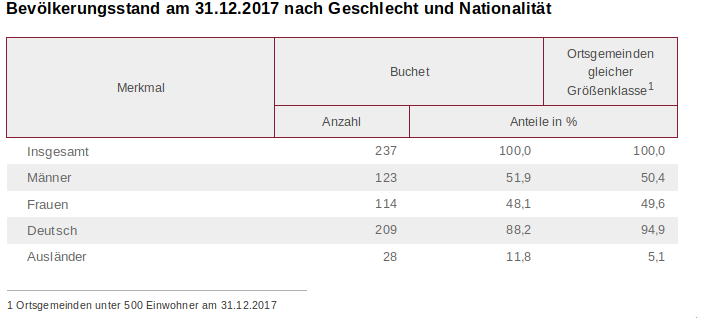 Bevölkerungsstand am 31.12.2017 nach Geschlecht und Nationalität
Merkmal
Buchet
Ortsgemeinden
gleicher
Größenklasse1
Anzahl Anteile in %
Insgesamt 237 100,0 100,0
Männer 123 51,9 50,4
Frauen 114 48,1 49,6
Deutsch 209 88,2 94,9
Ausländer 28 11,8 5,1
1 Ortsgemeinden unter 500 Einwohner am 31.12.2017